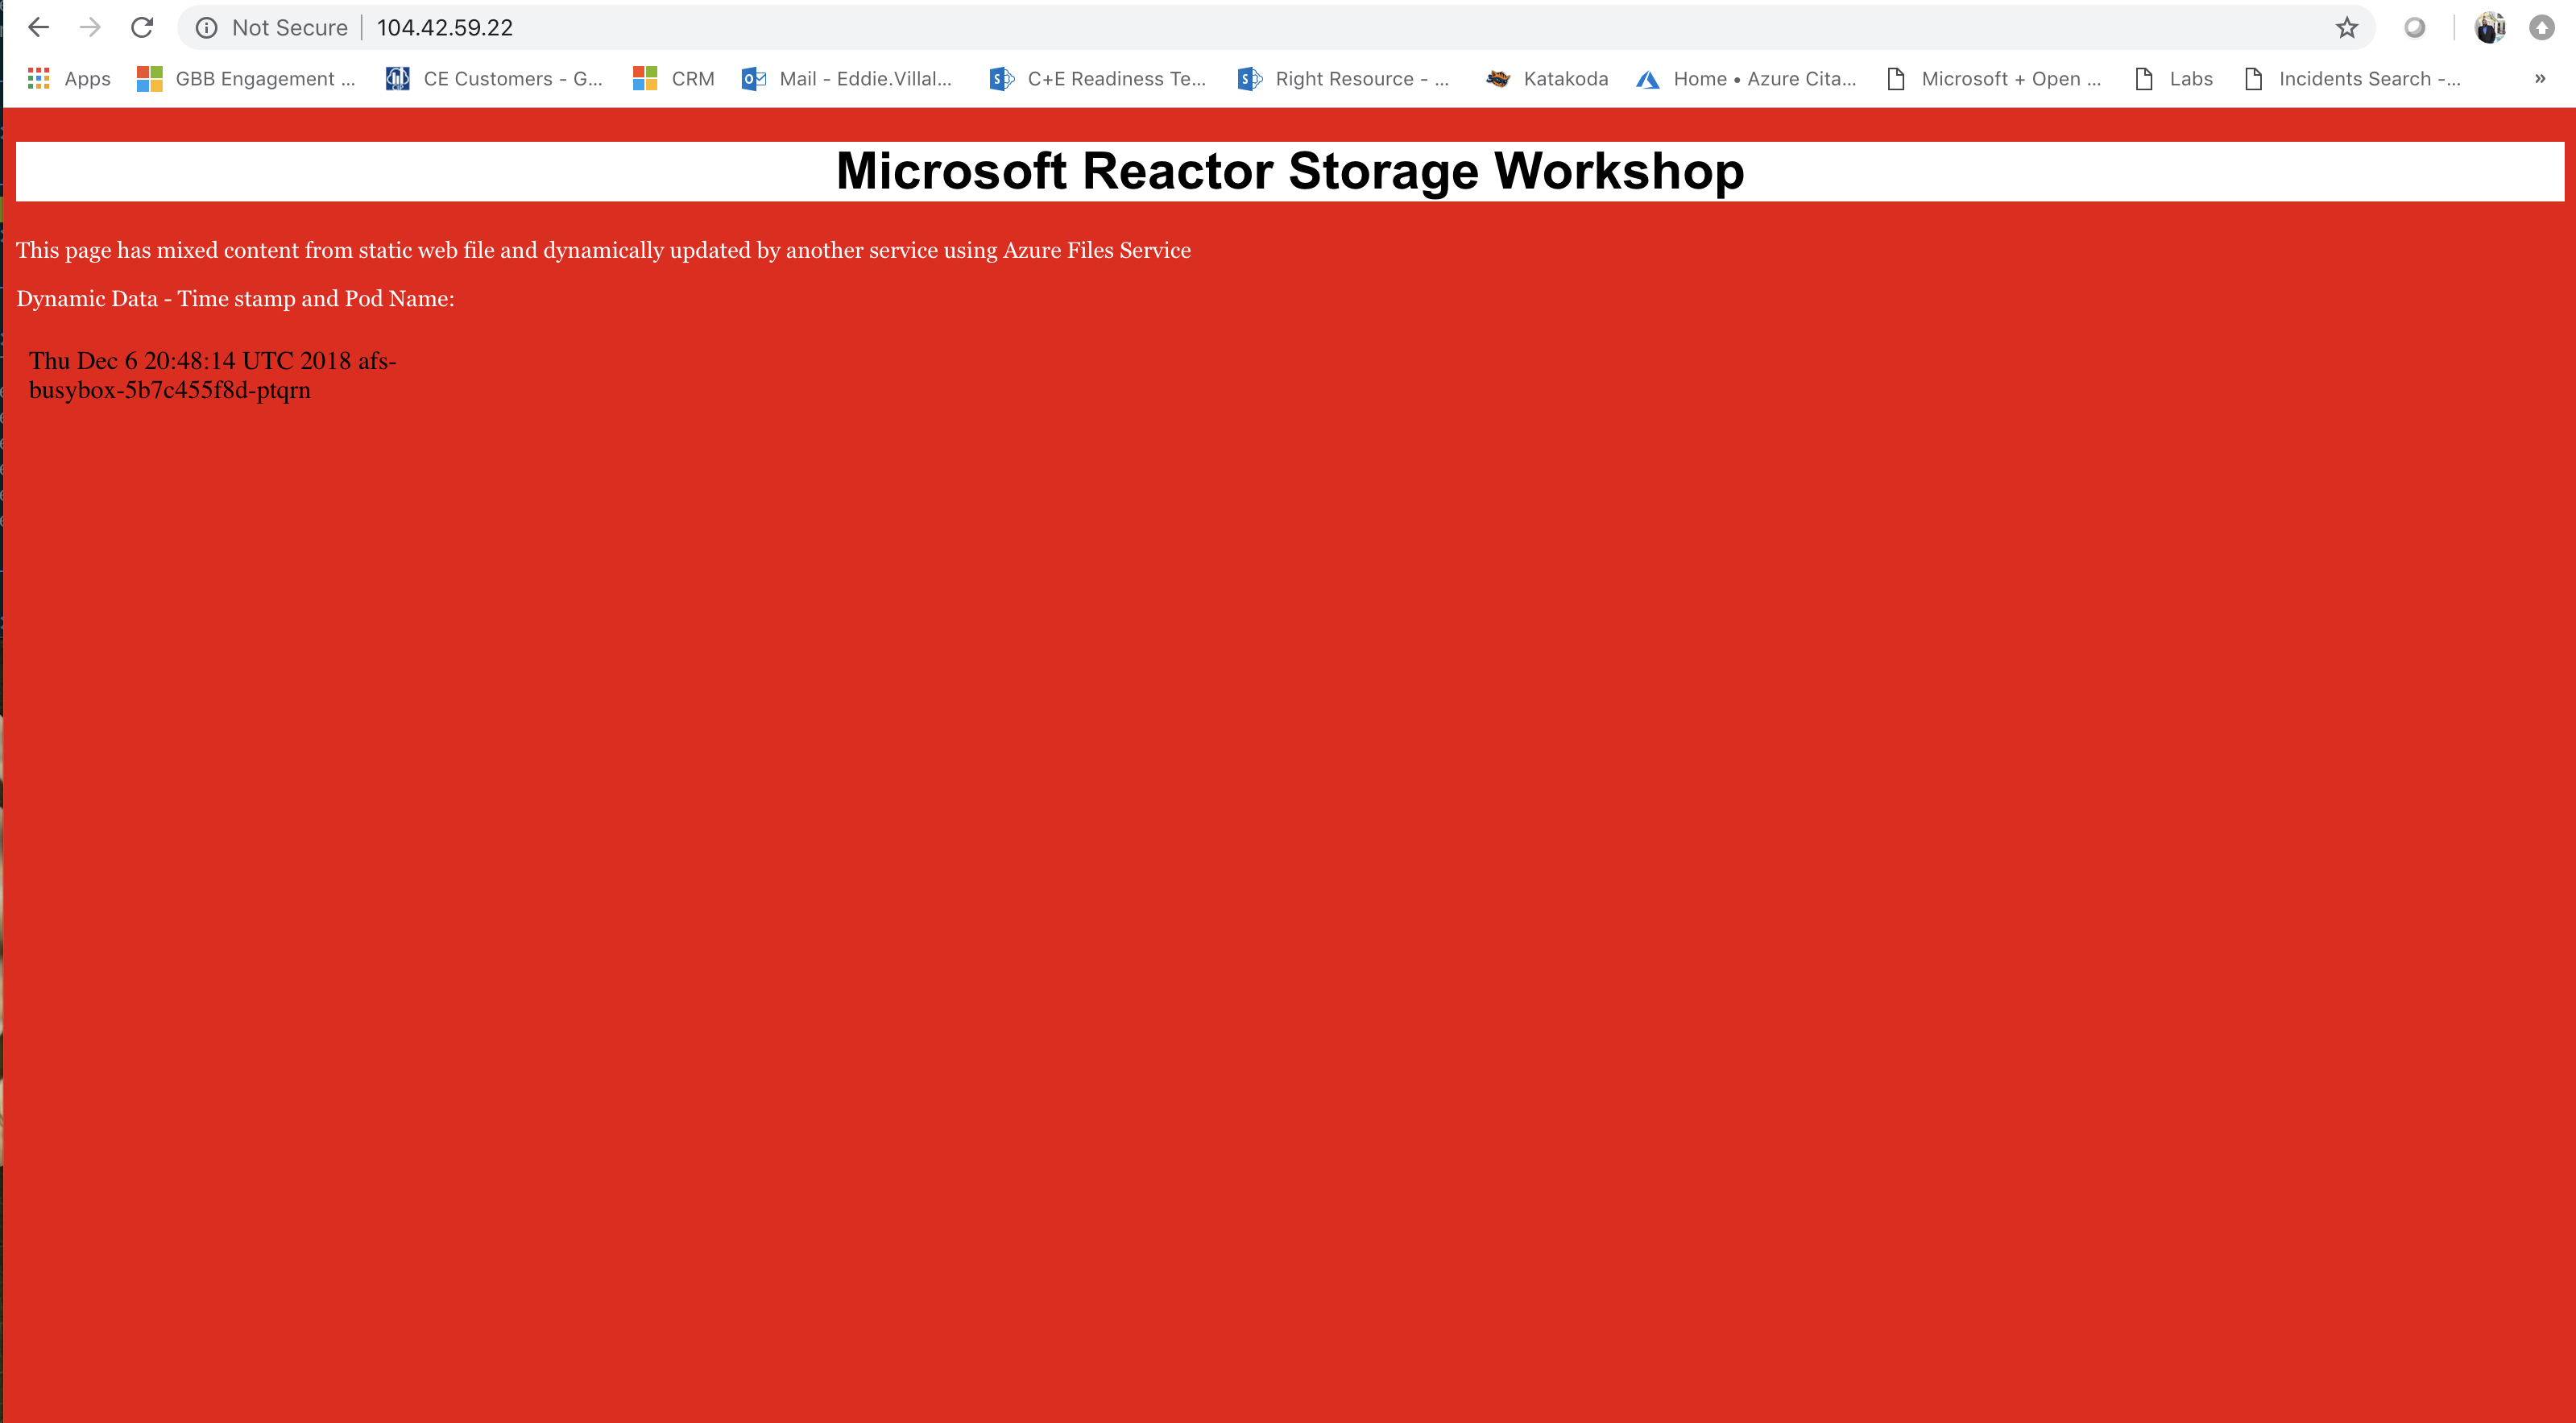 Not Secure 104.42.59.22
Apps GBB Engagement ... CE Customers - G... CRM Mail - Eddie.Villal... C+E Readiness Te... Right Resource - ... Katakoda Home • Azure Cita... Microsoft + Open ... Labs Incidents Search -... »
Microsoft Reactor Storage Workshop
This page has mixed content from static web file and dynamically updated by another service using Azure Files Service
Dynamic Data - Time stamp and Pod Name:
Thu Dec 6 20:48:14 UTC 2018 afs-
busybox-5b7c455f8d-ptqrn